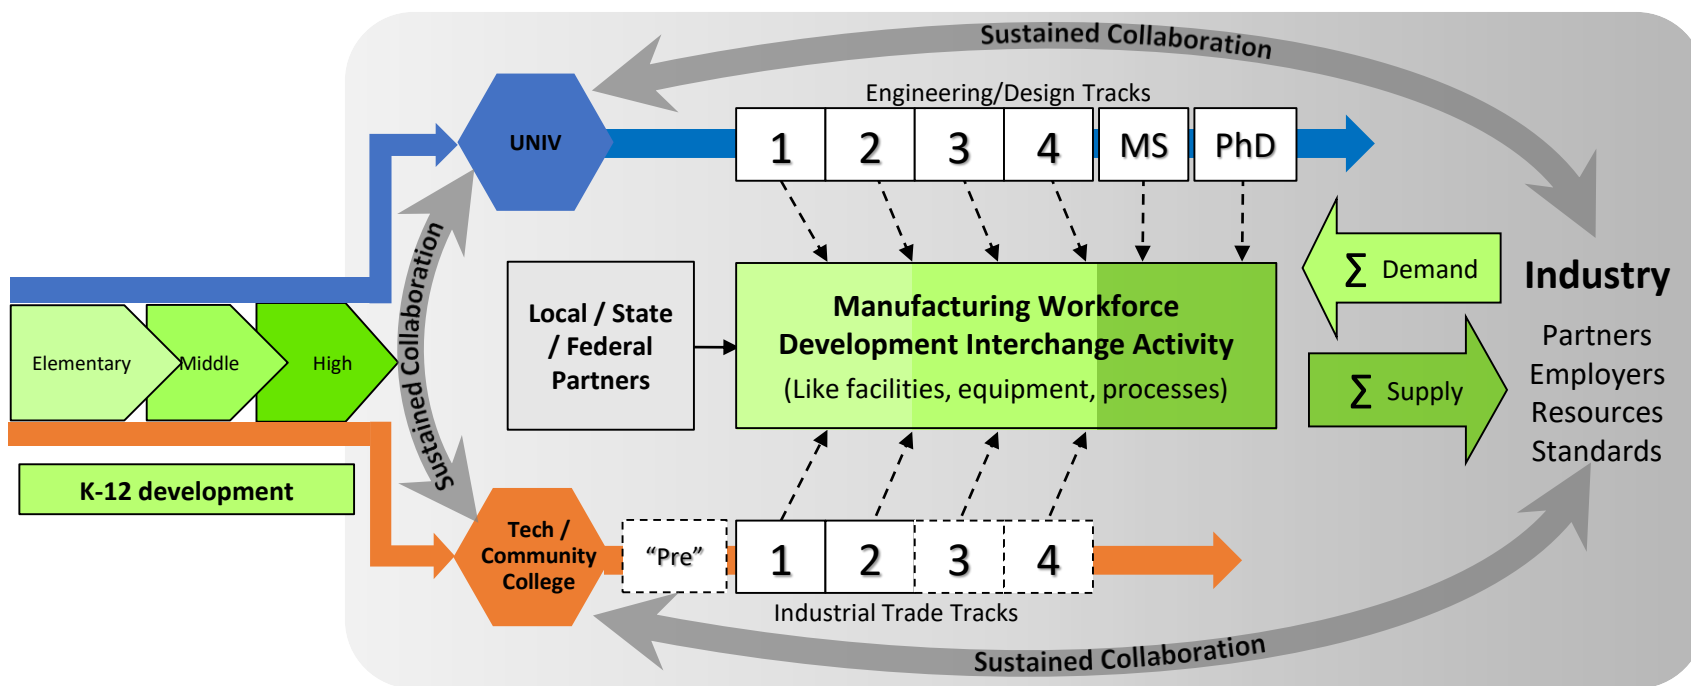 Sustained Collaboration
Engineering/Design Tracks
UNIV
1 2 3 4 MS PhD
Sustained Collaboration
Local / State
/ Federal
Partners
Manufacturing Workforce
Development Interchange Activity
(Like facilities, equipment, processes)
Σ Demand
Σ Supply
Industry
Partners
Employers
Resources
Standards
Elementary Middle High
K-12 development
Tech /
Community
College
“Pre” 1 2 3 4
Industrial Trade Tracks
Sustained Collaboration